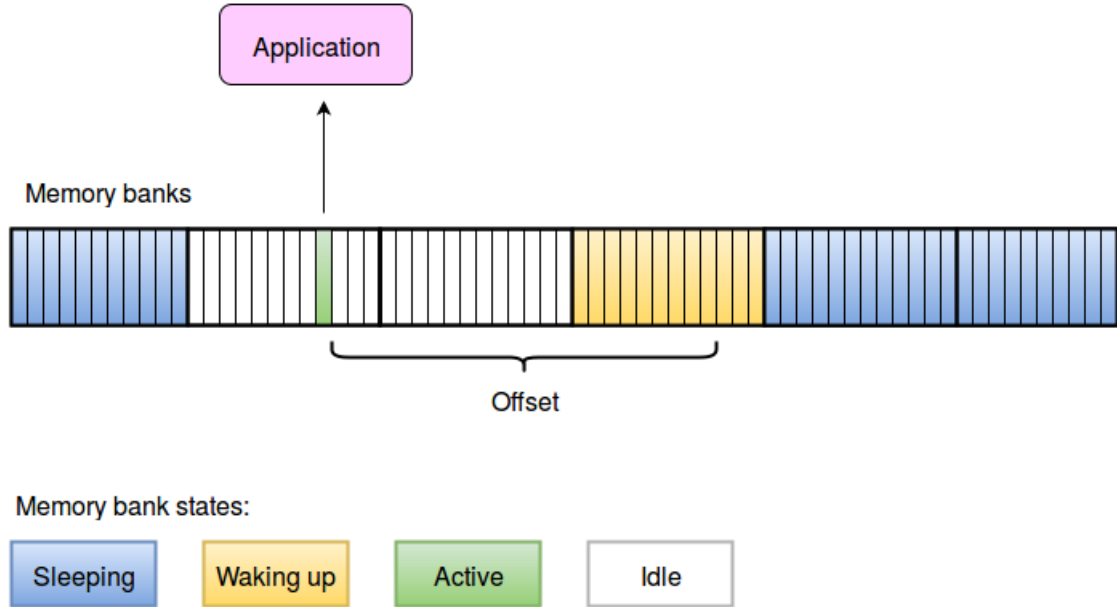 Application
Memory banks
Offset
Memory bank states:
Sleeping
Waking up
Active
Idle